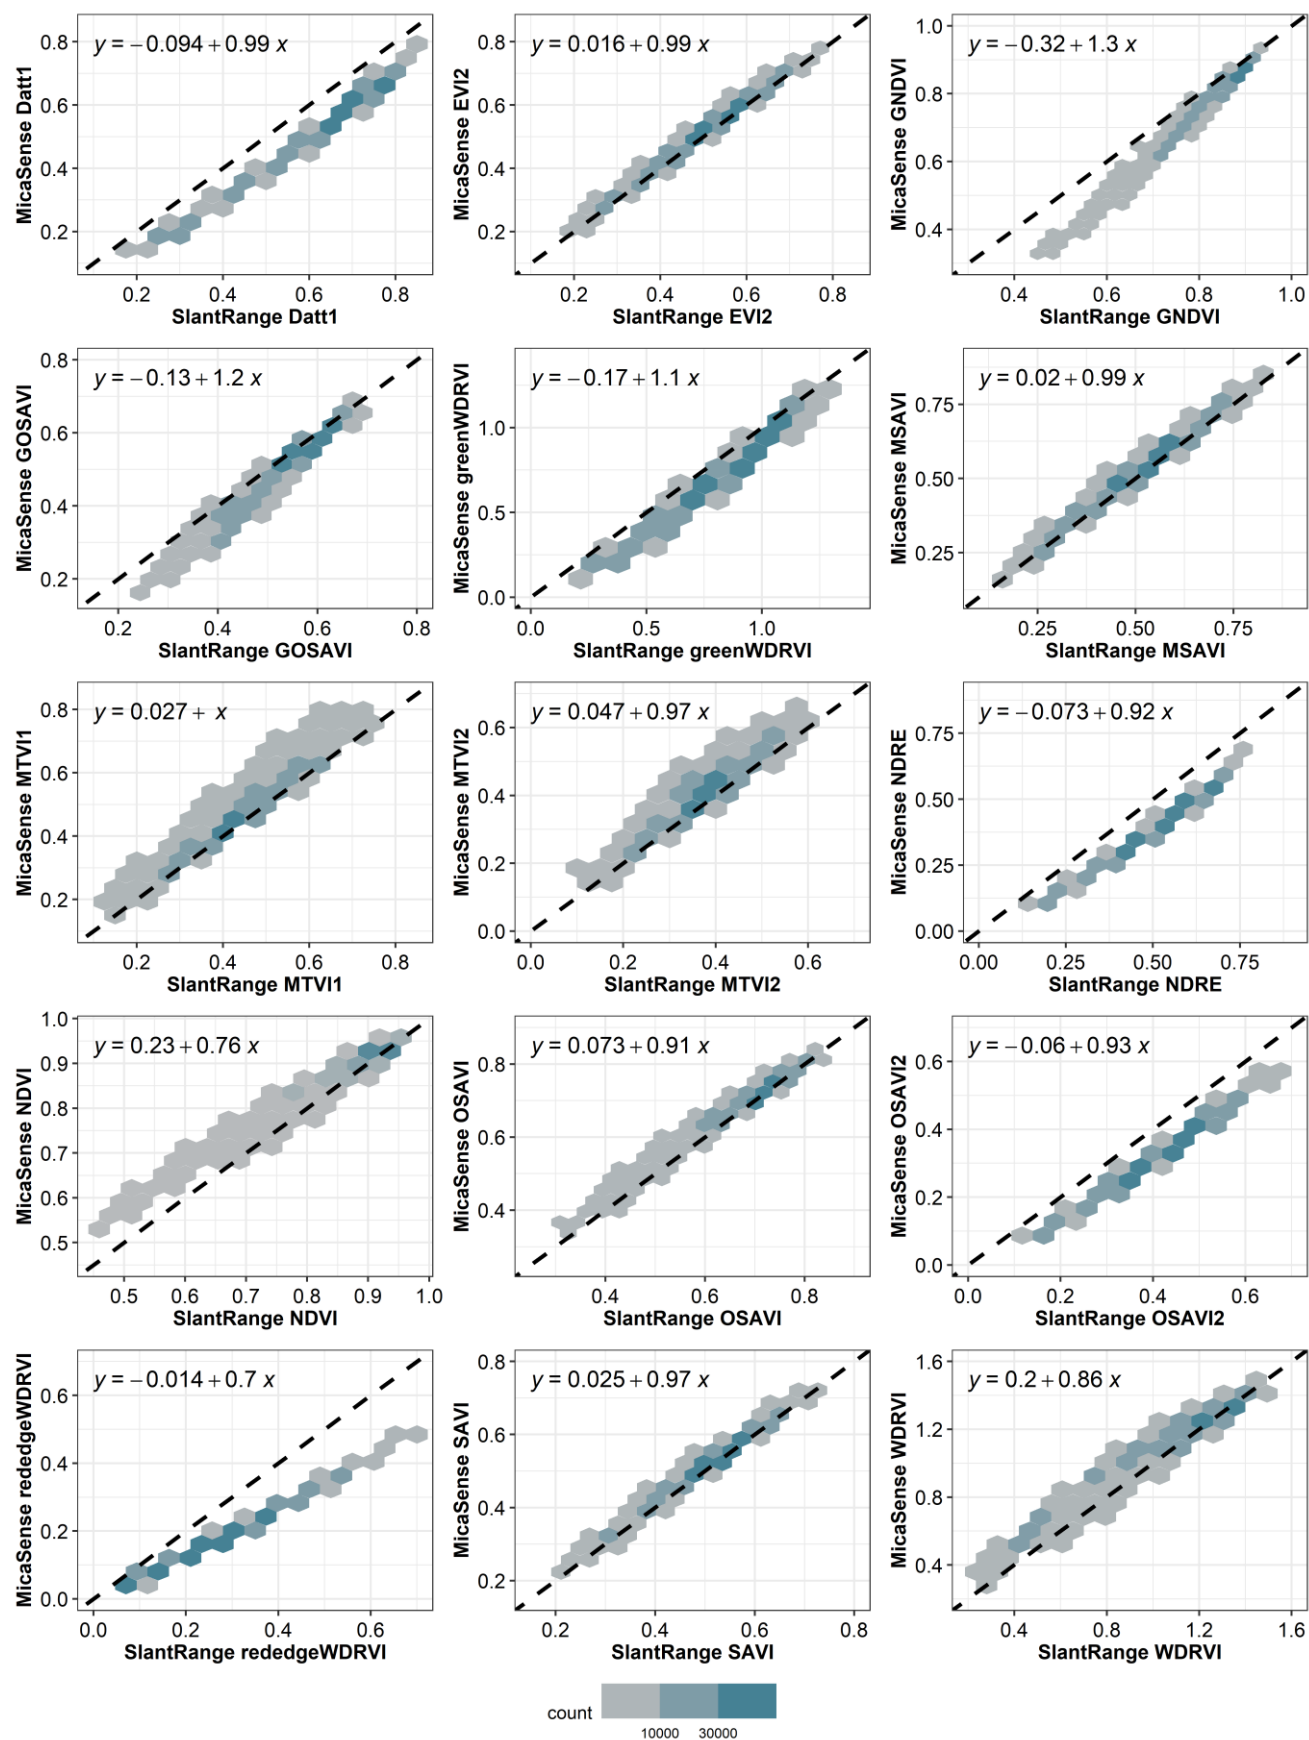 y = −0.094 + 0.99 x
MicaSense Datt1
0.8
0.6
0.4
0.2
0.2 0.4 0.6 0.8
SlantRange Datt1
y = 0.016 + 0.99 x
MicaSense EVI2
0.8
0.6
0.4
0.2
0.2 0.4 0.6 0.8
SlantRange EVI2
y = −0.32 + 1.3 x
MicaSense GNDVI
1.0
0.8
0.6
0.4
0.4 0.6 0.8 1.0
SlantRange GNDVI
y = −0.13 + 1.2 x
MicaSense GOSAVI
0.8
0.6
0.4
0.2
0.2 0.4 0.6 0.8
SlantRange GOSAVI
y = −0.17 + 1.1 x
MicaSense greenWDRVI
1.0
0.5
0.0
0.0 0.5 1.0
SlantRange greenWDRVI
y = 0.02 + 0.99 x
MicaSense MSAVI
0.75
0.50
0.25
0.25 0.50 0.75
SlantRange MSAVI
y = 0.027 + x
MicaSense MTVI1
0.8
0.6
0.4
0.2
0.2 0.4 0.6 0.8
SlantRange MTVI1
y = 0.047 + 0.97 x
MicaSense MTVI2
0.6
0.4
0.2
0.0
0.0 0.2 0.4 0.6
SlantRange MTVI2
y = −0.073 + 0.92 x
MicaSense NDRE
0.75
0.50
0.25
0.00
0.00 0.25 0.50 0.75
SlantRange NDRE
y = 0.23 + 0.76 x
MicaSense NDVI
1.0
0.9
0.8
0.7
0.6
0.5
0.5 0.6 0.7 0.8 0.9 1.0
SlantRange NDVI
y = 0.073 + 0.91 x
MicaSense OSAVI
0.8
0.6
0.4
0.4 0.6 0.8
SlantRange OSAVI
y = −0.06 + 0.93 x
MicaSense OSAVI2
0.6
0.4
0.2
0.0
0.0 0.2 0.4 0.6
SlantRange OSAVI2
y = −0.014 + 0.7 x
MicaSense rededgeWDRVI
0.6
0.4
0.2
0.0
0.0 0.2 0.4 0.6
SlantRange rededgeWDRVI
y = 0.025 + 0.97 x
MicaSense SAVI
0.8
0.6
0.4
0.2
0.2 0.4 0.6 0.8
SlantRange SAVI
y = 0.2 + 0.86 x
MicaSense WDRVI
1.6
1.2
0.8
0.4
0.4 0.8 1.2 1.6
SlantRange WDRVI
count
10000 30000